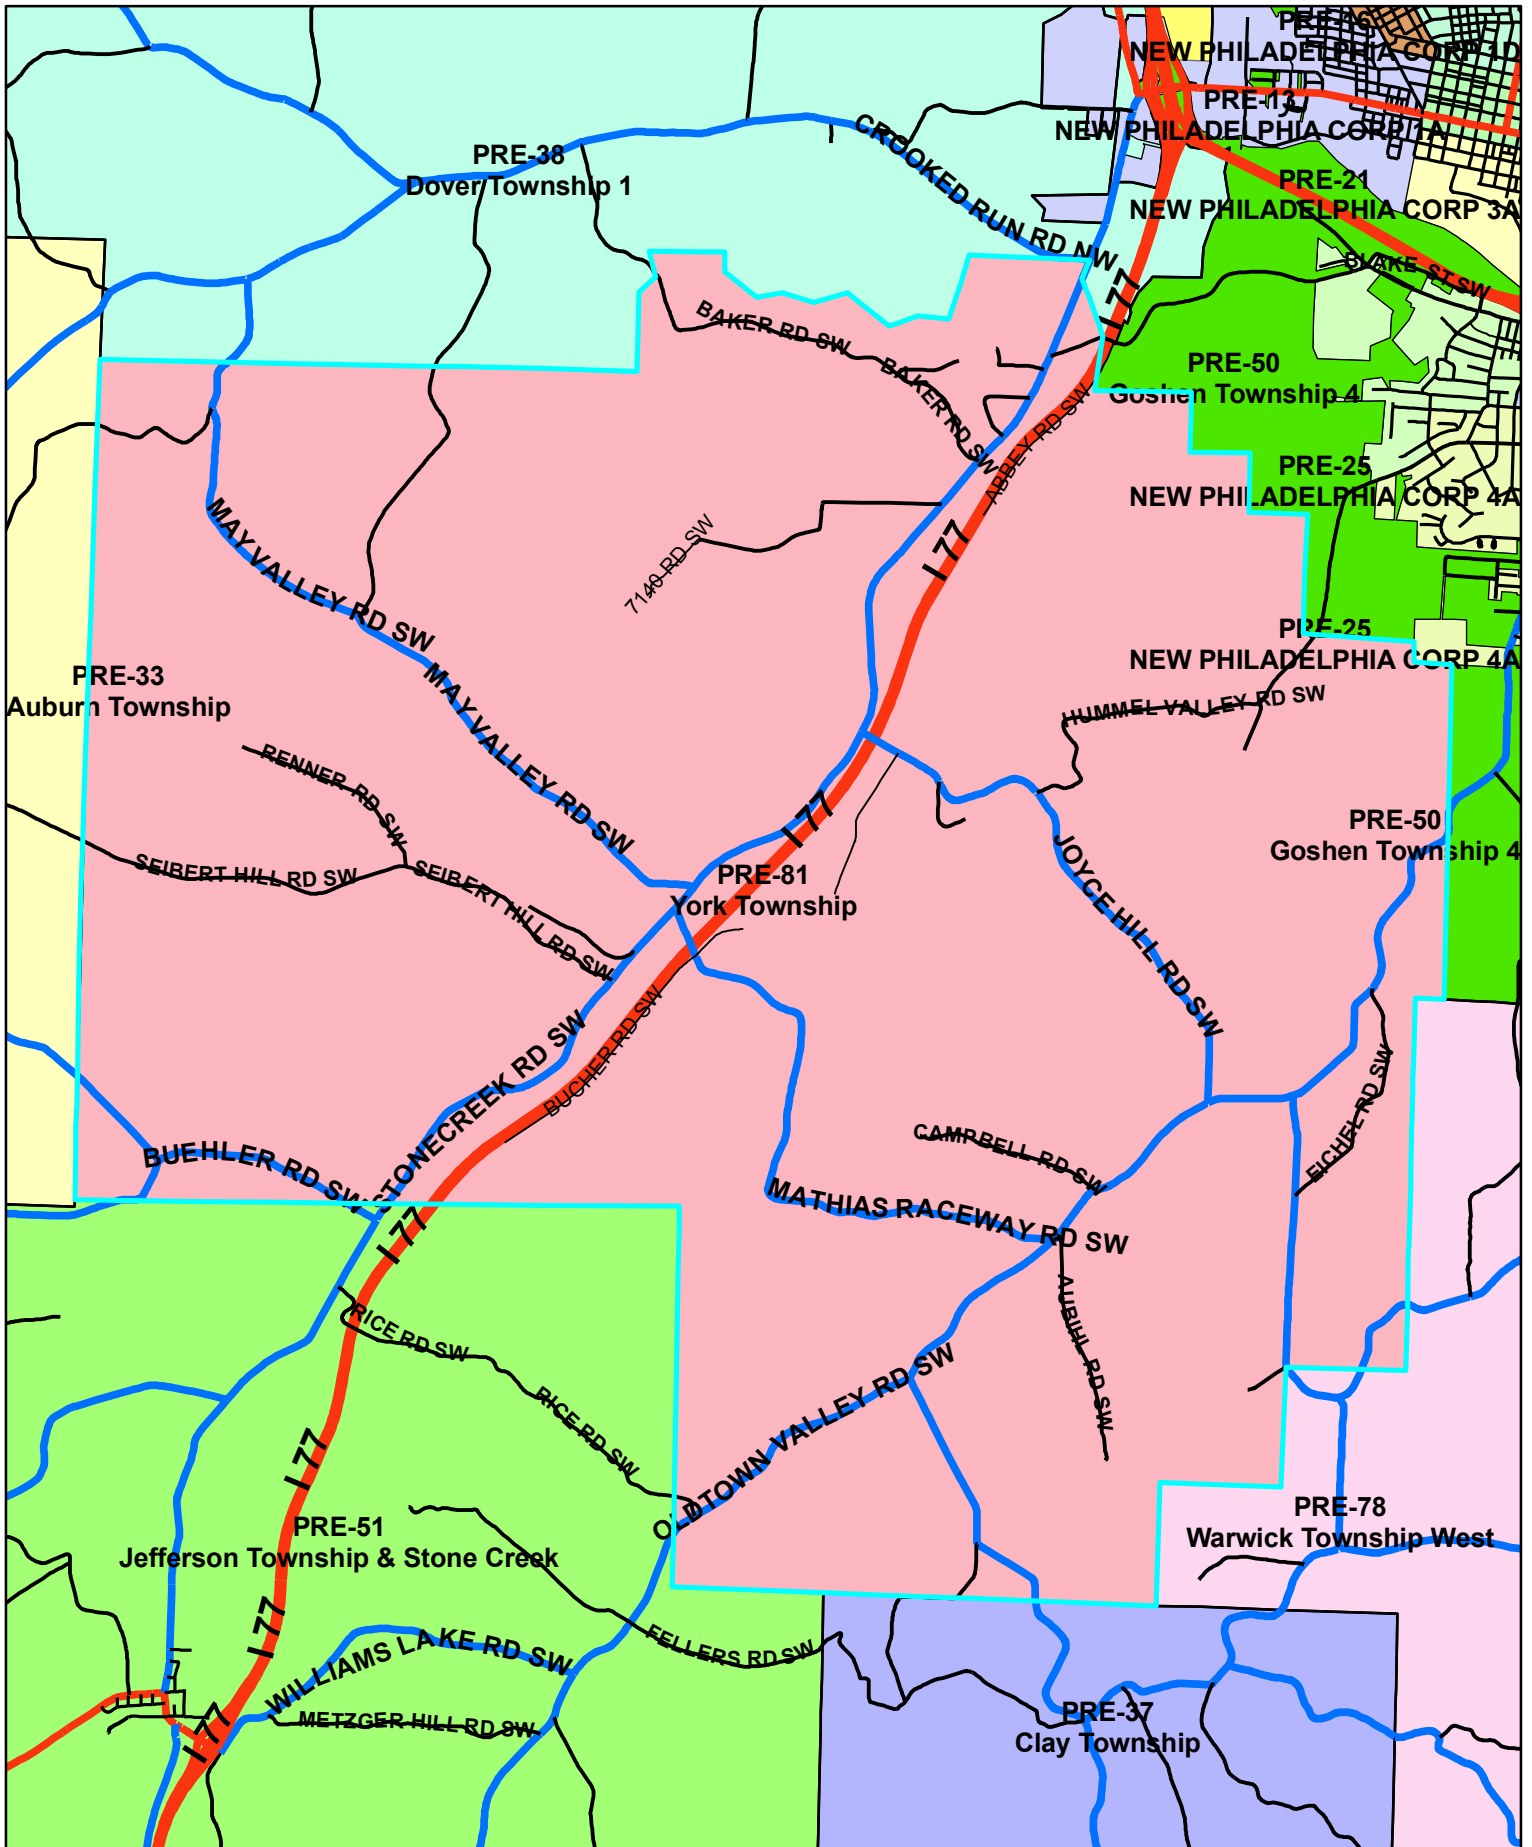 PRE-16
NEW PHILADELPHIA CORP 1D
PRE-13
NEW PHILADELPHIA CORP 1A
CROOKED RUN RD NW
PRE-38
Dover Township 1
PRE-21
NEW PHILADELPHIA CORP 3A
BLAKE ST SW
I 77
BAKER RD SW
BAKER RD SW
PRE-50
Goshen Township 4
ABBEY RD SW
PRE-25
NEW PHILADELPHIA CORP 4A
I 77
7140 RD SW
MAYVALLEY RD SW
PRE-25
NEW PHILADELPHIA CORP 4A
PRE-33
Auburn Township
MAYVALLEY RD SW
HUMMEL VALLEY RD SW
RENNER RD SW
I 77
PRE-50
Goshen Township 4
SEIBERT HILL RD SW
SEIBERT HILL RD SW
PRE-81
York Township
JOYCE HILL RD SW
STONECREEK RD SW
BUCHER RD SW
EICHEL RD SW
CAMPBELL RD SW
BUEHLER RD SW
MATHIAS RACEWAY RD SW
I 77
AUBIHL RD SW
RICE RD SW
RICE RD SW
OLDTOWN VALLEY RD SW
I 77
PRE-51
Jefferson Township & Stone Creek
PRE-78
Warwick Township West
I 77
WILLIAMS LAKE RD SW
FELLERS RD SW
METZGER HILL RD SW
I 77
PRE-37
Clay Township